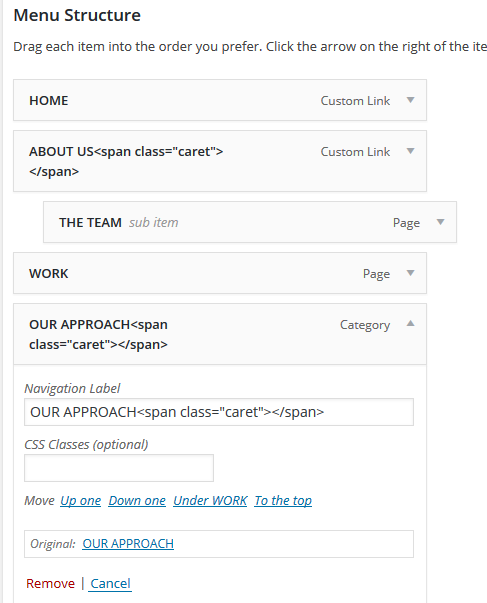 Menu Structure
Drag each item into the order you prefer. Click the arrow on the right of the ite
HOME Custom Link
ABOUT US<span class="caret"> Custom Link
</span>
THE TEAM sub item Page
WORK Page
OUR APPROACH<span Category
class="caret"></span>
Navigation Label
OUR APPROACH<span class="caret"></span>
CSS Classes (optional)
Move Up one Down one Under WORK To the top
Original: OUR APPROACH
Remove | Cancel